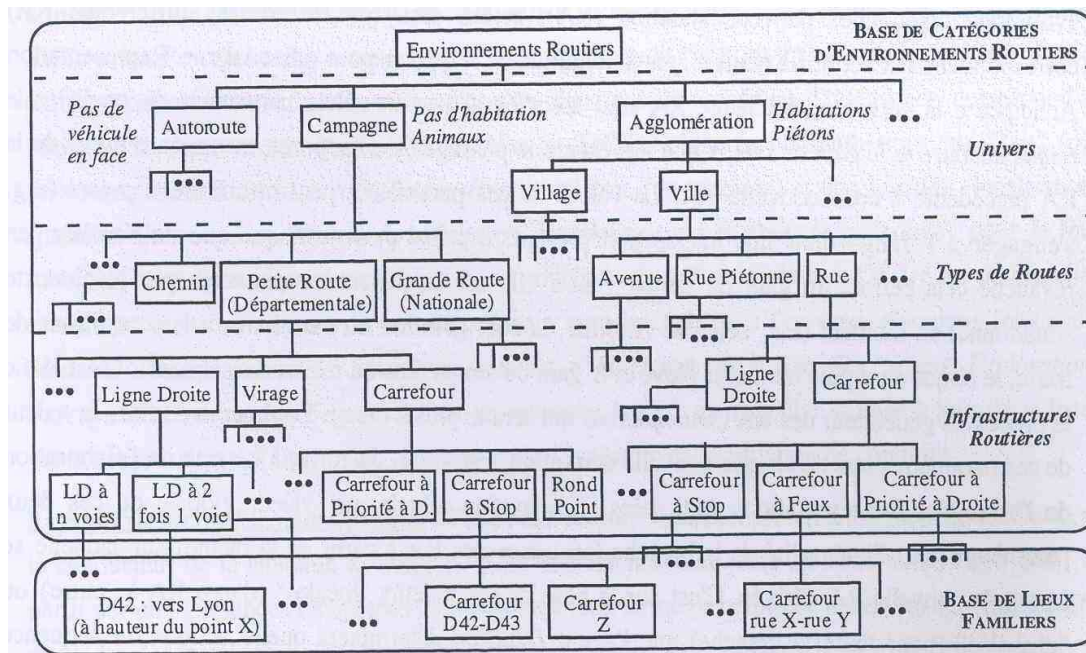 BASE DE CATÉGORIES
Environnements Routiers
D'ENVIRONNEMENTS ROUTIERS
Pas de
véhicule
en face
Autoroute
Campagne
Pas d'habitation
Animaux
Agglomération
Habitations
Piétons
...
Univers
...
Village
Ville
...
...
...
...
Chemin
Petite Route
(Départementale)
Grande Route
(Nationale)
Avenue
Rue Piétonne
Rue
...
Types de Routes
...
...
...
...
...
Ligne Droite
Virage
Carrefour
Ligne
Droite
Carrefour
...
Infrastructures
Routières
...
LD à
n voies
LD à 2
fois 1 voie
...
Carrefour à
Priorité à D.
Carrefour
à Stop
Rond
Point
...
Carrefour
à Stop
Carrefour
à Feux
Carrefour à
Priorité à Droite
...
...
...
D42 : vers Lyon
(à hauteur du point X)
...
...
Carrefour
D42-D43
Carrefour
Z
...
Carrefour
rue X-rue Y
...
BASE DE LIEUX
FAMILIERS